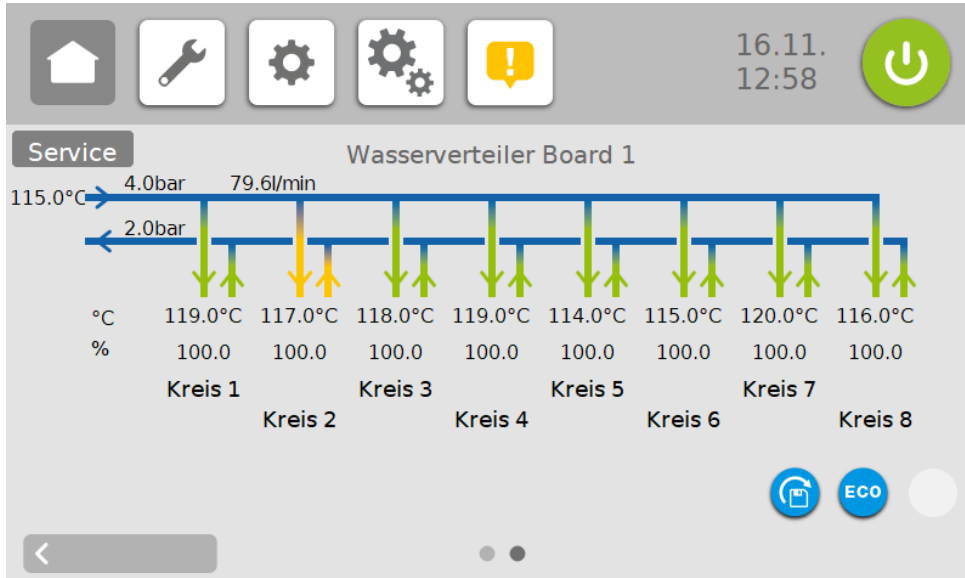 16.11.
12:58
Service
Wasserverteiler Board 1
4.0bar 79.6l/min
115.0°C
2.0bar
°C 119.0°C 117.0°C 118.0°C 119.0°C 114.0°C 115.0°C 120.0°C 116.0°C
% 100.0 100.0 100.0 100.0 100.0 100.0 100.0 100.0
Kreis 1 Kreis 3 Kreis 5 Kreis 7
Kreis 2 Kreis 4 Kreis 6 Kreis 8
ECO